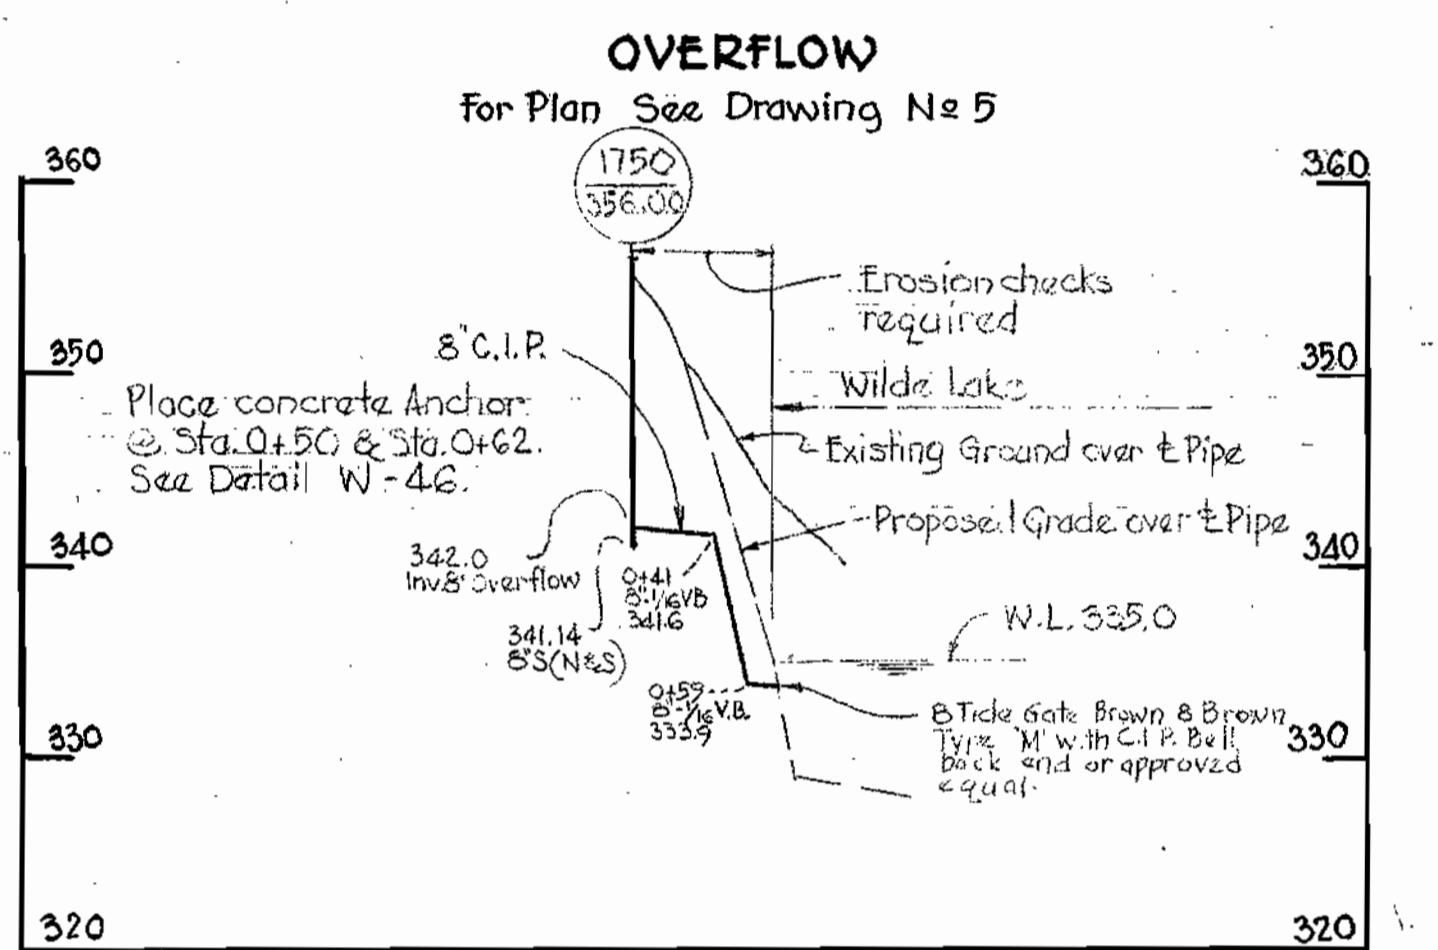 OVERFLOW
For Plan See Drawing Nº 5
360
360
1750
356.00
Erosion checks
required
8" C.I.P.
350
350
Wilde Lake
Place concrete Anchor
@ Sta. 0+50 & Sta. 0+62.
See Detail W-46.
Existing Ground over ℄ Pipe
Proposed Grade over ℄ Pipe
340
340
342.0
Inv. 8" Overflow
0+41
8"-1/16 VB
341.6
341.14
8"S (N&S)
W.L. 335.0
0+59
8"-1/16 V.B.
333.9
8 Tide Gate Brown & Brown
Type 'M' with C.I.P. Bell
back end or approved
equal.
330
330
320
320